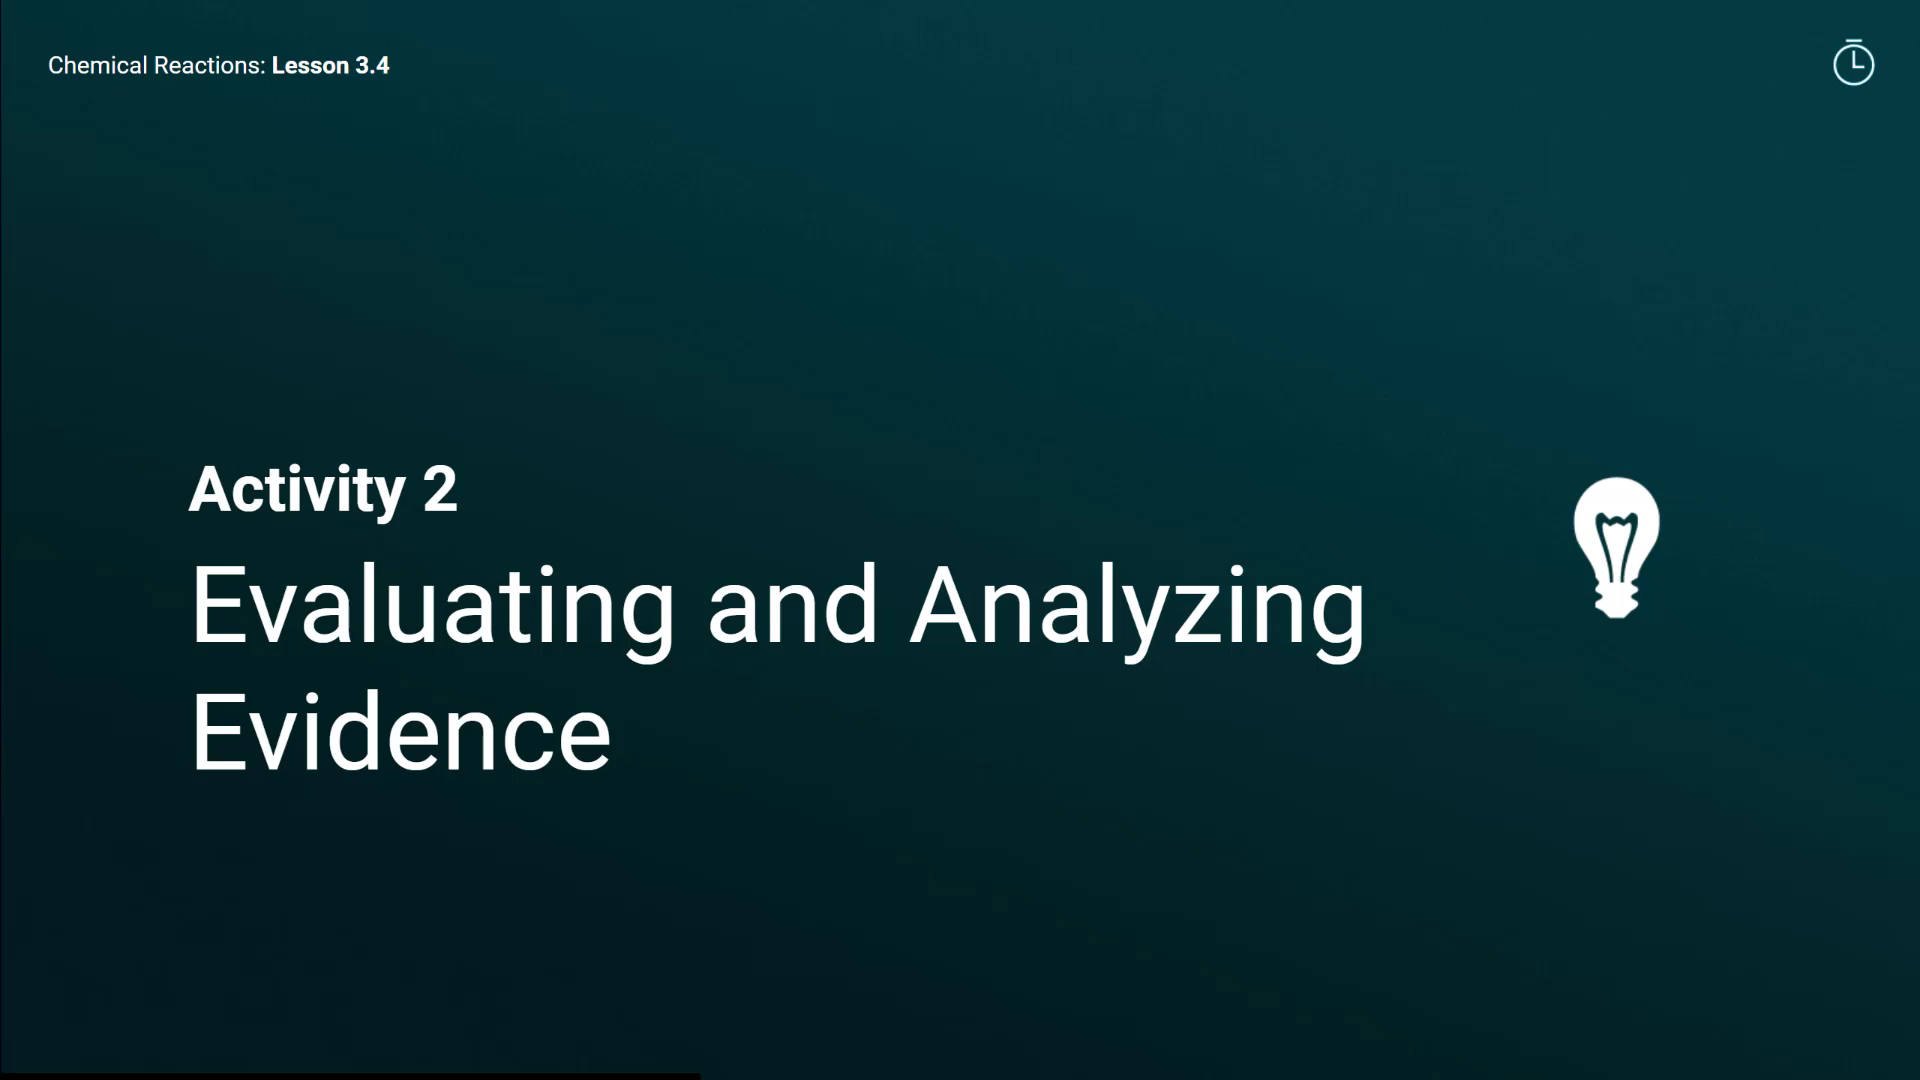 Chemical Reactions: Lesson 3.4
Activity 2
Evaluating and Analyzing
Evidence